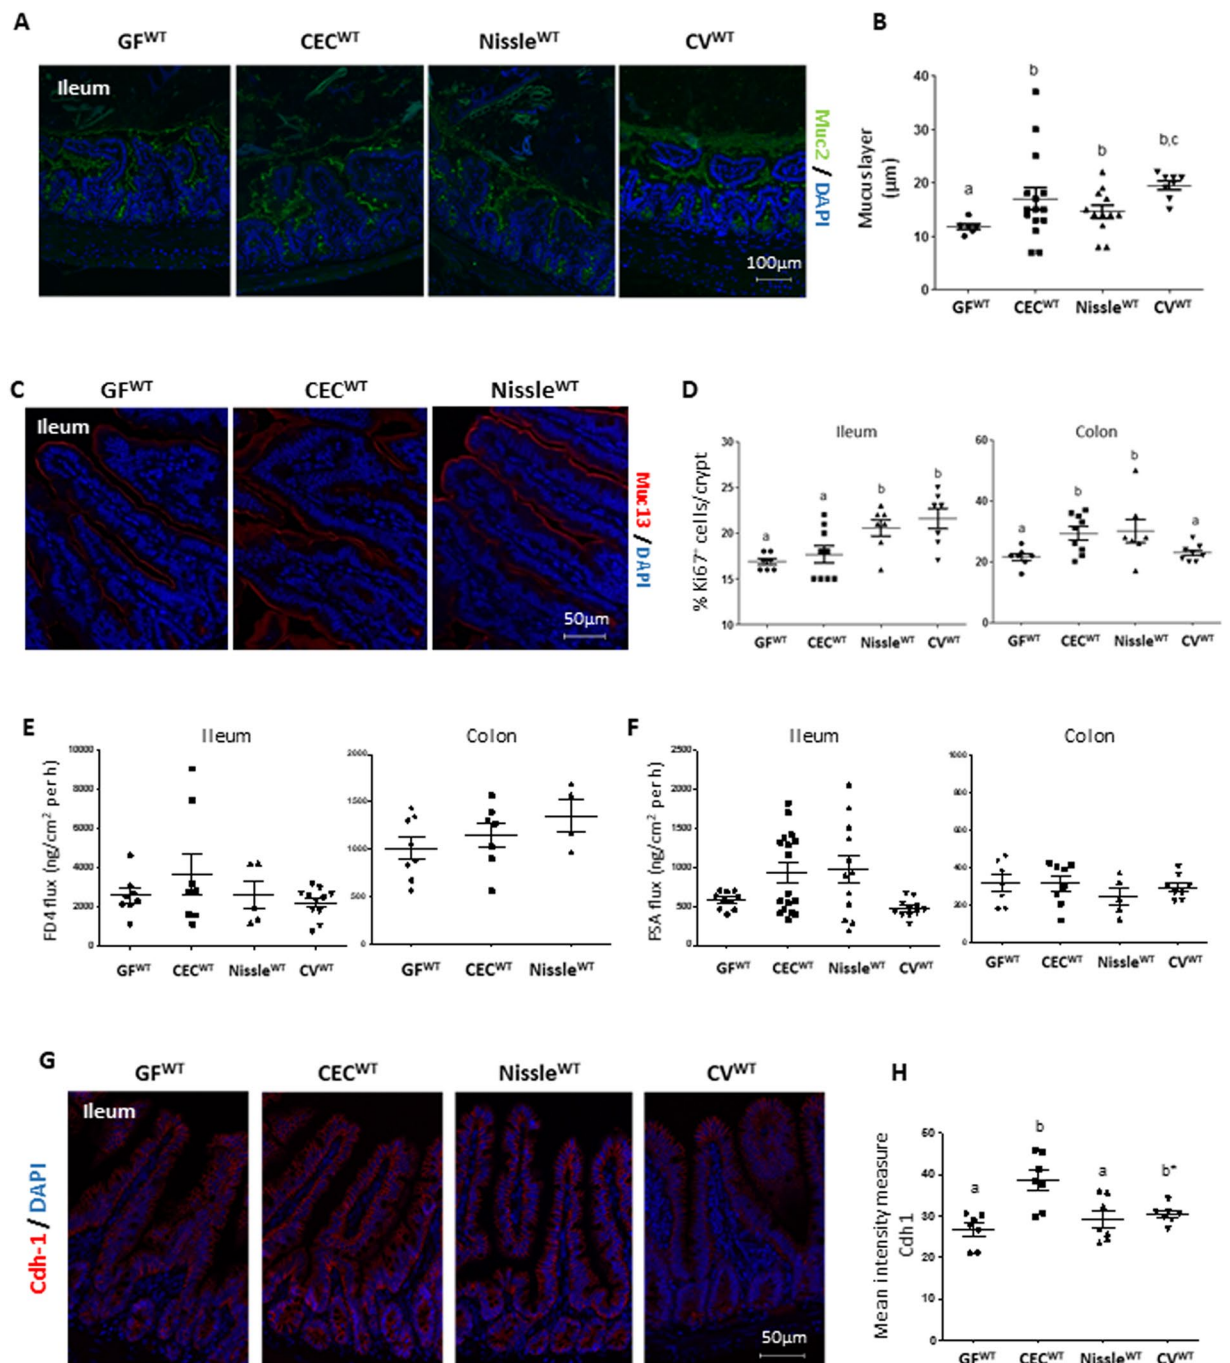 A
GFWT CECWT NissleWT CVWT
Ileum
Muc2 / DAPI
100µm
B
Mucus layer
(µm)
40
30
20
10
0
a
b
b
b,c
GFWT CECWT NissleWT CVWT
C
GFWT CECWT NissleWT
Ileum
Muc13 / DAPI
50µm
D
Ileum
% Ki67+ cells/crypt
30
25
20
15
10
a
a
b
b
GFWT CECWT NissleWT CVWT
Colon
60
40
20
0
a
b
b
a
GFWT CECWT NissleWT CVWT
E
Ileum
FD4 flux (ng/cm2 per h)
10000
8000
6000
4000
2000
0
GFWT CECWT NissleWT CVWT
Colon
2000
1500
1000
500
0
GFWT CECWT NissleWT
F
Ileum
FSA flux (ng/cm2 per h)
2500
2000
1500
1000
500
0
GFWT CECWT NissleWT CVWT
Colon
1000
800
600
400
200
0
GFWT CECWT NissleWT CVWT
G
GFWT CECWT NissleWT CVWT
Ileum
Cdh-1 / DAPI
50µm
H
Mean intensity measure
Cdh1
50
40
30
20
10
0
a
b
a
b*
GFWT CECWT NissleWT CVWT